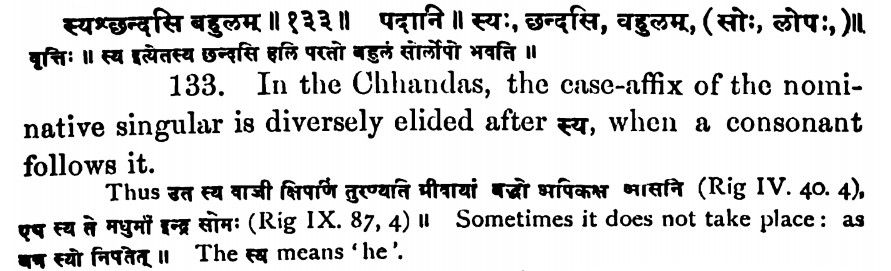 स्यश्छन्दसि बहुलम् ॥ १३३ ॥ पदानि ॥ स्यः, छन्दसि, वहुलम्, (सोः, लोपः,)॥
वृत्तिः ॥ स्य इत्येतस्य छन्दसि हलि परतो बहुलं सोर्लोपो भवति ॥
133. In the Chhandas, the case-affix of the nomi-
native singular is diversely elided after स्य, when a consonant
follows it.
Thus उत स्य वाजी क्षिपणिं तुरण्यति ग्रीवायां बद्धो अपिकक्ष आसनि (Rig IV. 40. 4),
एष स्य ते मधुमाँ इन्द्र सोमः (Rig IX. 87, 4) ॥ Sometimes it does not take place : as
यत्र स्यो निपतेत् ॥ The स्य means ‘he’.